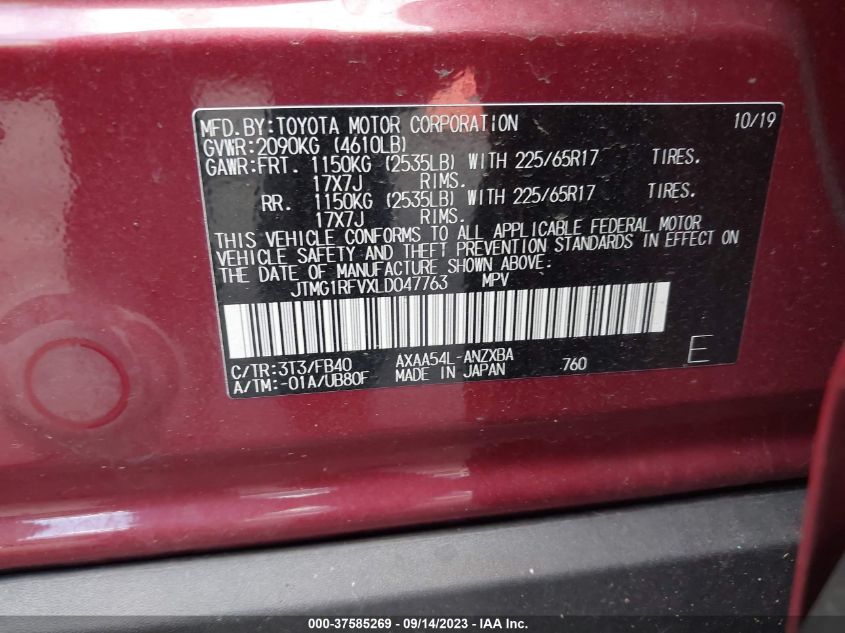 MFD.BY:TOYOTA MOTOR CORPORATION 10/19
GVWR:2090KG (4610LB)
GAWR:FRT. 1150KG (2535LB) WITH 225/65R17 TIRES.
17X7J RIMS.
RR. 1150KG (2535LB) WITH 225/65R17 TIRES.
17X7J RIMS.
THIS VEHICLE CONFORMS TO ALL APPLICABLE FEDERAL MOTOR
VEHICLE SAFETY AND THEFT PREVENTION STANDARDS IN EFFECT ON
THE DATE OF MANUFACTURE SHOWN ABOVE.
JTMG1RFVXLD047763 MPV
C/TR:3T3/FB40 AXAA54L-ANZXBA 760 E
A/TM:-01A/UB80F MADE IN JAPAN
000-37585269 - 09/14/2023 - IAAI.com